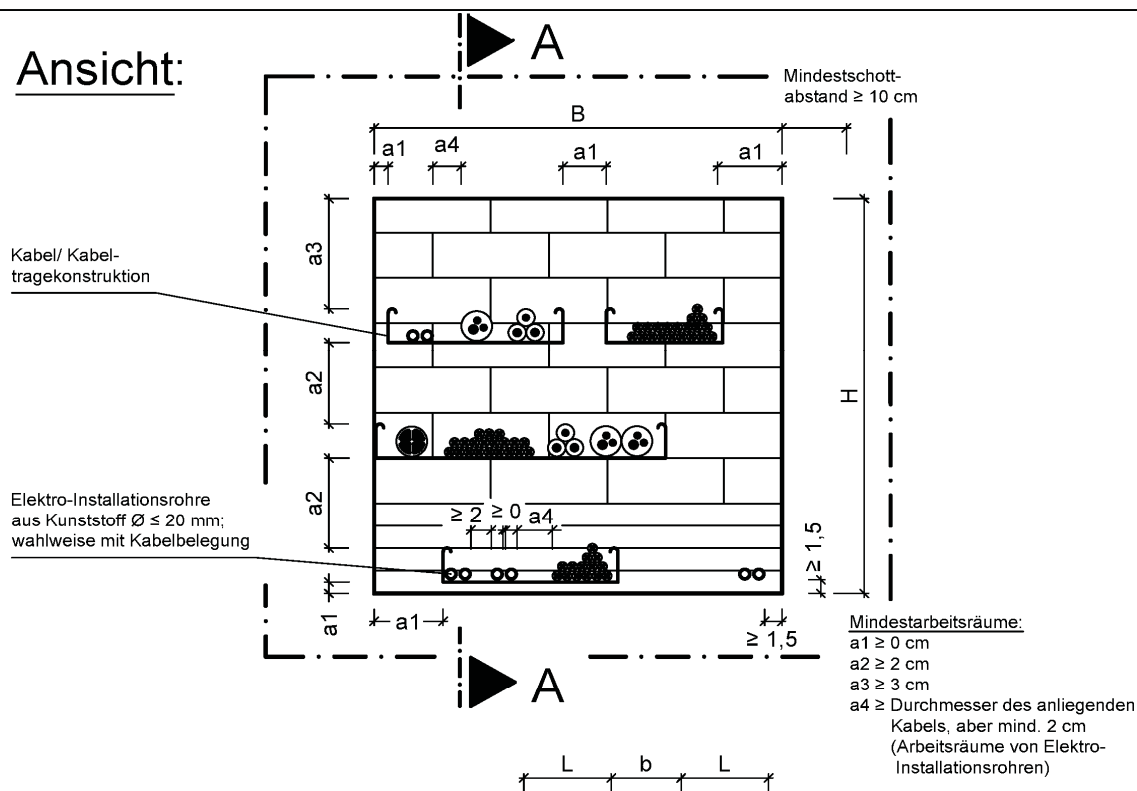 A
Ansicht:
Mindestschott-
abstand ≥ 10 cm
B
a1
a4
a1
a1
Kabel/ Kabel-
tragekonstruktion
a3
a2
H
a2
Elektro-Installationsrohre
aus Kunststoff Ø ≤ 20 mm;
wahlweise mit Kabelbelegung
≥ 2
≥ 0
a4
≥ 1,5
a1
a1
≥ 1,5
A
Mindestarbeitsräume:
a1 ≥ 0 cm
a2 ≥ 2 cm
a3 ≥ 3 cm
a4 ≥ Durchmesser des anliegenden
Kabels, aber mind. 2 cm
(Arbeitsräume von Elektro-
Installationsrohren)
L
b
L